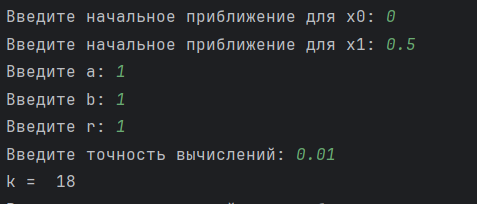 Введите начальное приближение для x0: 0
Введите начальное приближение для x1: 0.5
Введите a: 1
Введите b: 1
Введите r: 1
Введите точность вычислений: 0.01
k =  18